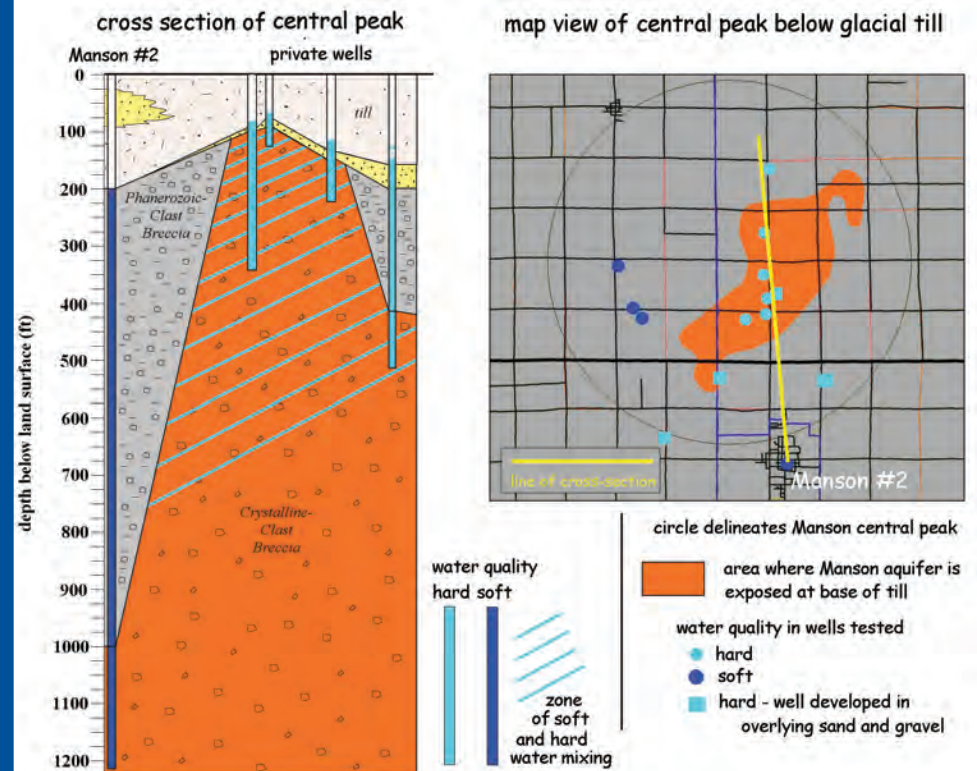 cross section of central peak
Manson #2
private wells
0
100
200
300
400
500
600
700
800
900
1000
1100
1200
depth below land surface (ft)
till
Phanerozoic-
Clast
Breccia
Crystalline-
Clast
Breccia
water quality
hard soft
zone
of soft
and hard
water mixing
map view of central peak below glacial till
line of cross-section
Manson #2
circle delineates Manson central peak
area where Manson aquifer is
exposed at base of till
water quality in wells tested
hard
soft
hard - well developed in
overlying sand and gravel